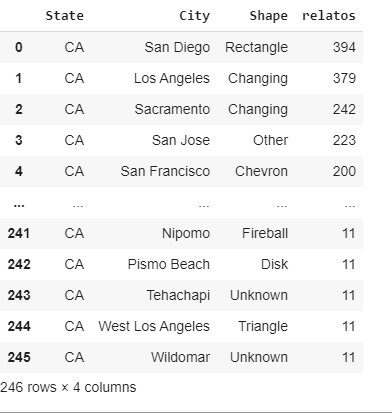 State City Shape relatos
0 CA San Diego Rectangle 394
1 CA Los Angeles Changing 379
2 CA Sacramento Changing 242
3 CA San Jose Other 223
4 CA San Francisco Chevron 200
... ... ... ... ...
241 CA Nipomo Fireball 11
242 CA Pismo Beach Disk 11
243 CA Tehachapi Unknown 11
244 CA West Los Angeles Triangle 11
245 CA Wildomar Unknown 11
246 rows × 4 columns